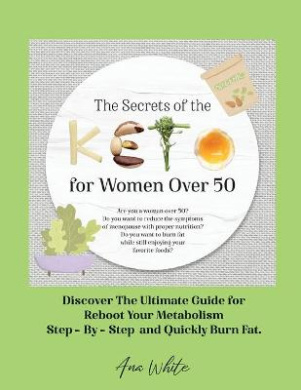 The Secrets of the
KETO
for Women Over 50
Are you a woman over 50?
Do you want to reduce the symptoms
of menopause with proper nutrition?
Do you want to burn fat
while still enjoying your
favorite foods?
Discover The Ultimate Guide for
Reboot Your Metabolism
Step - By - Step and Quickly Burn Fat.
Ana White